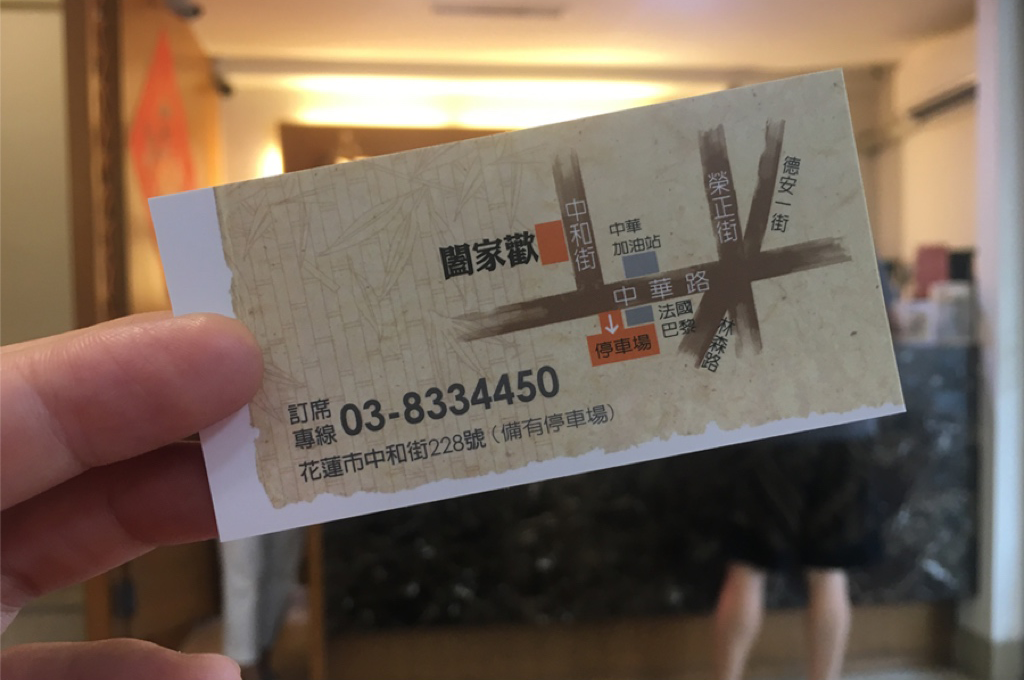 德安一街
榮正街
中和街
中華
加油站
闔家歡
中華路
法國
巴黎
林森路
停車場
訂席
專線
03-8334450
花蓮市中和街228號（備有停車場）